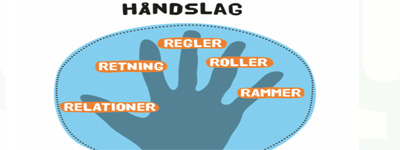 HÅNDSLAG
REGLER
RETNING
ROLLER
RAMMER
RELATIONER